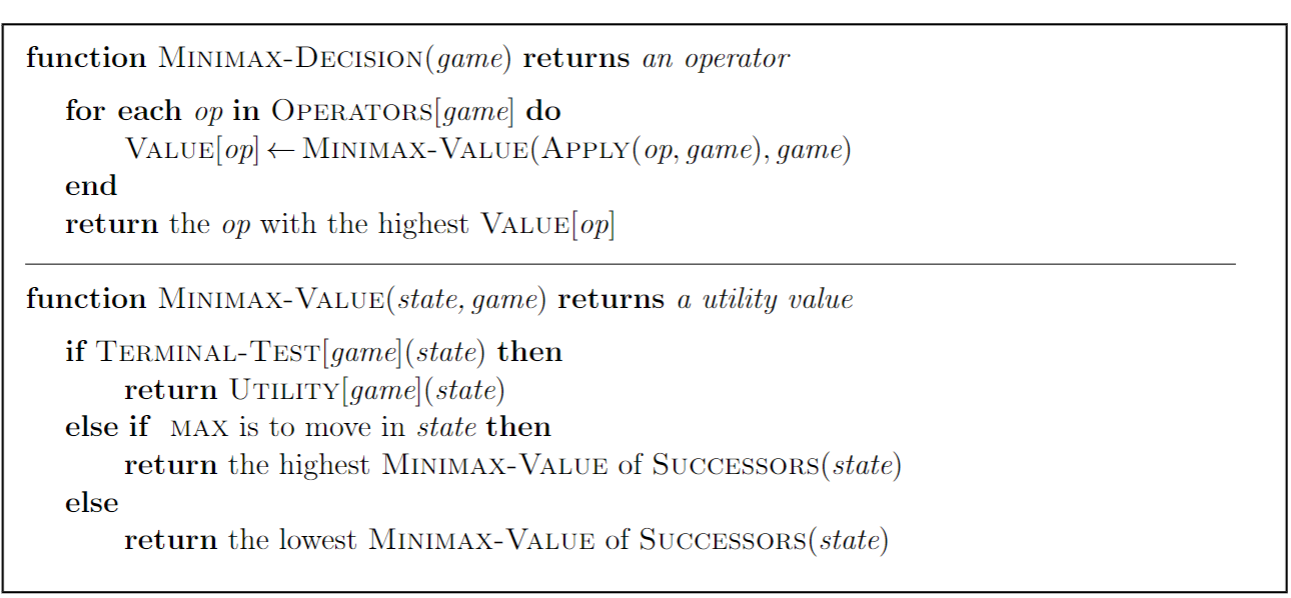 function MINIMAX-DECISION(game) returns an operator
for each op in OPERATORS[game] do
VALUE[op] ← MINIMAX-VALUE(APPLY(op, game), game)
end
return the op with the highest VALUE[op]
function MINIMAX-VALUE(state, game) returns a utility value
if TERMINAL-TEST[game](state) then
return UTILITY[game](state)
else if MAX is to move in state then
return the highest MINIMAX-VALUE of SUCCESSORS(state)
else
return the lowest MINIMAX-VALUE of SUCCESSORS(state)